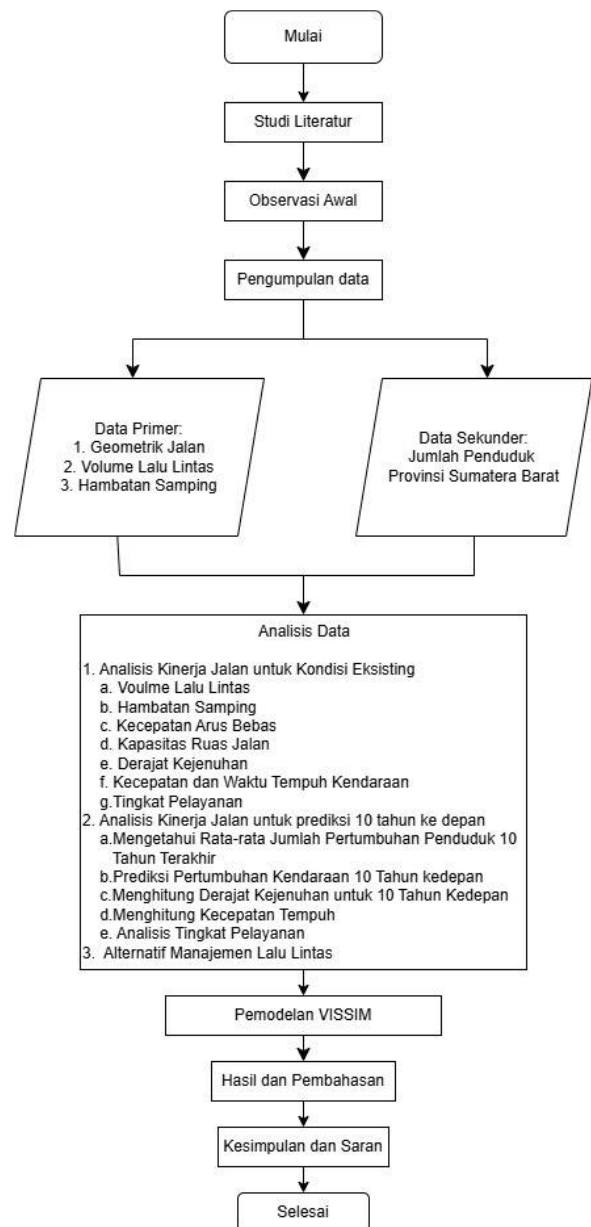 Mulai
Studi Literatur
Observasi Awal
Pengumpulan data
Data Primer:
1. Geometrik Jalan
2. Volume Lalu Lintas
3. Hambatan Samping
Data Sekunder:
Jumlah Penduduk
Provinsi Sumatera Barat
Analisis Data
1. Analisis Kinerja Jalan untuk Kondisi Eksisting
a. Voulme Lalu Lintas
b. Hambatan Samping
c. Kecepatan Arus Bebas
d. Kapasitas Ruas Jalan
e. Derajat Kejenuhan
f. Kecepatan dan Waktu Tempuh Kendaraan
g.Tingkat Pelayanan
2. Analisis Kinerja Jalan untuk prediksi 10 tahun ke depan
a.Mengetahui Rata-rata Jumlah Pertumbuhan Penduduk 10
Tahun Terakhir
b.Prediksi Pertumbuhan Kendaraan 10 Tahun kedepan
c.Menghitung Derajat Kejenuhan untuk 10 Tahun Kedepan
d.Menghitung Kecepatan Tempuh
e. Analisis Tingkat Pelayanan
3. Alternatif Manajemen Lalu Lintas
Pemodelan VISSIM
Hasil dan Pembahasan
Kesimpulan dan Saran
Selesai